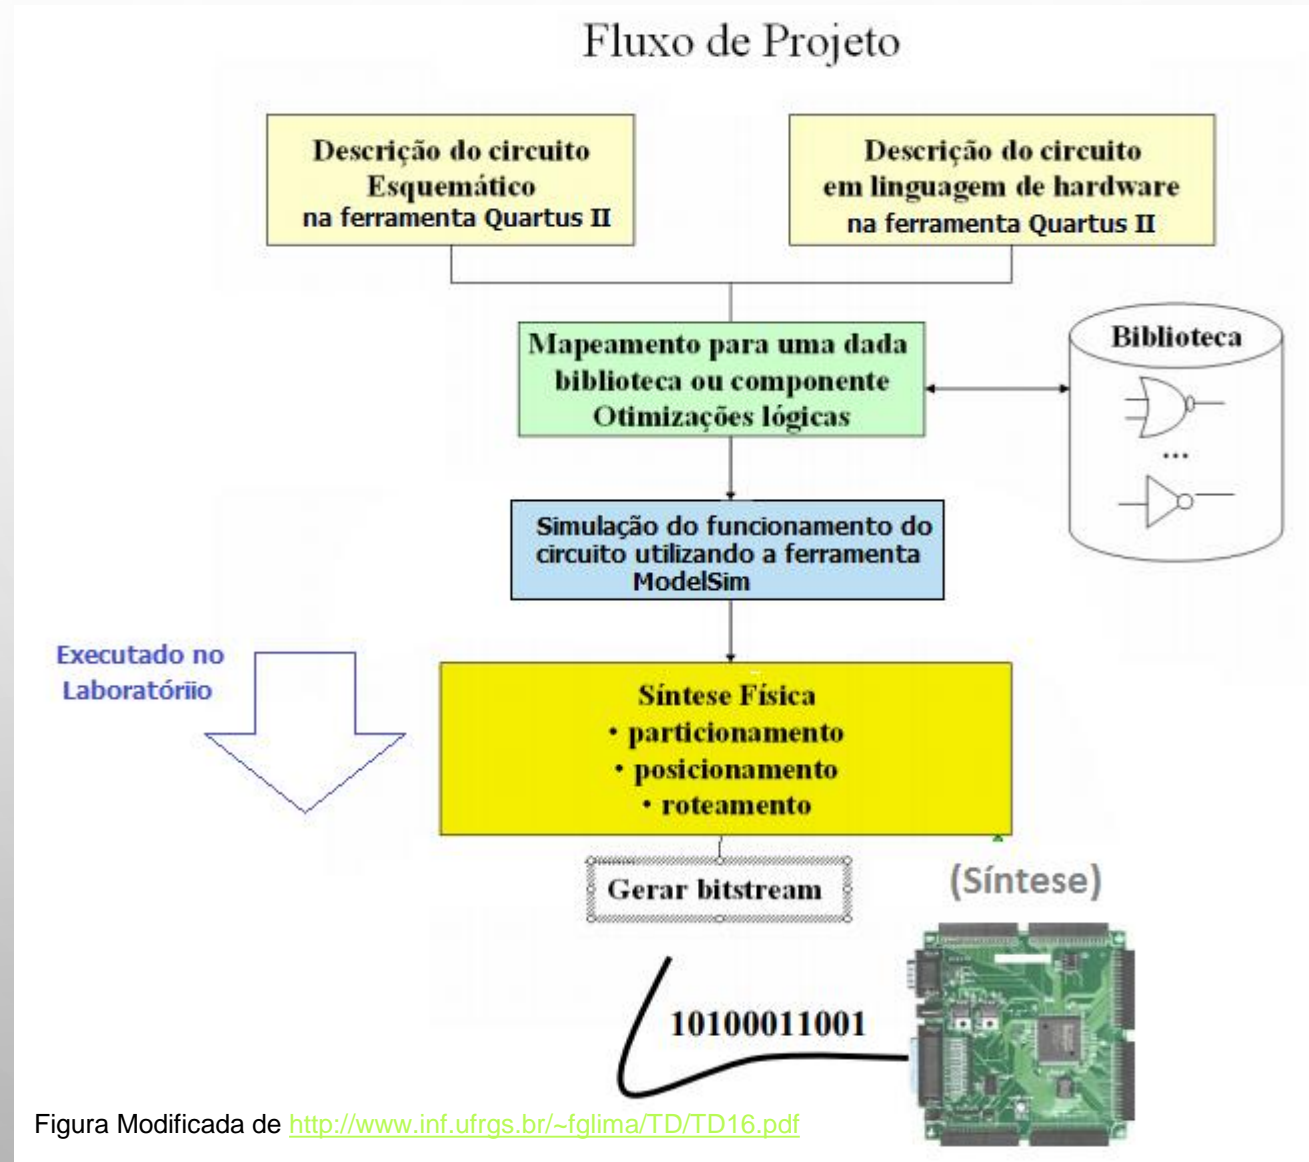 Fluxo de Projeto
Descrição do circuito
Esquemático
na ferramenta Quartus II
Descrição do circuito
em linguagem de hardware
na ferramenta Quartus II
Mapeamento para uma dada
biblioteca ou componente
Otimizações lógicas
Biblioteca
...
Simulação do funcionamento do
circuito utilizando a ferramenta
ModelSim
Executado no
Laboratóriio
Síntese Física
• particionamento
• posicionamento
• roteamento
Gerar bitstream
(Síntese)
10100011001
Figura Modificada de http://www.inf.ufrgs.br/~fglima/TD/TD16.pdf